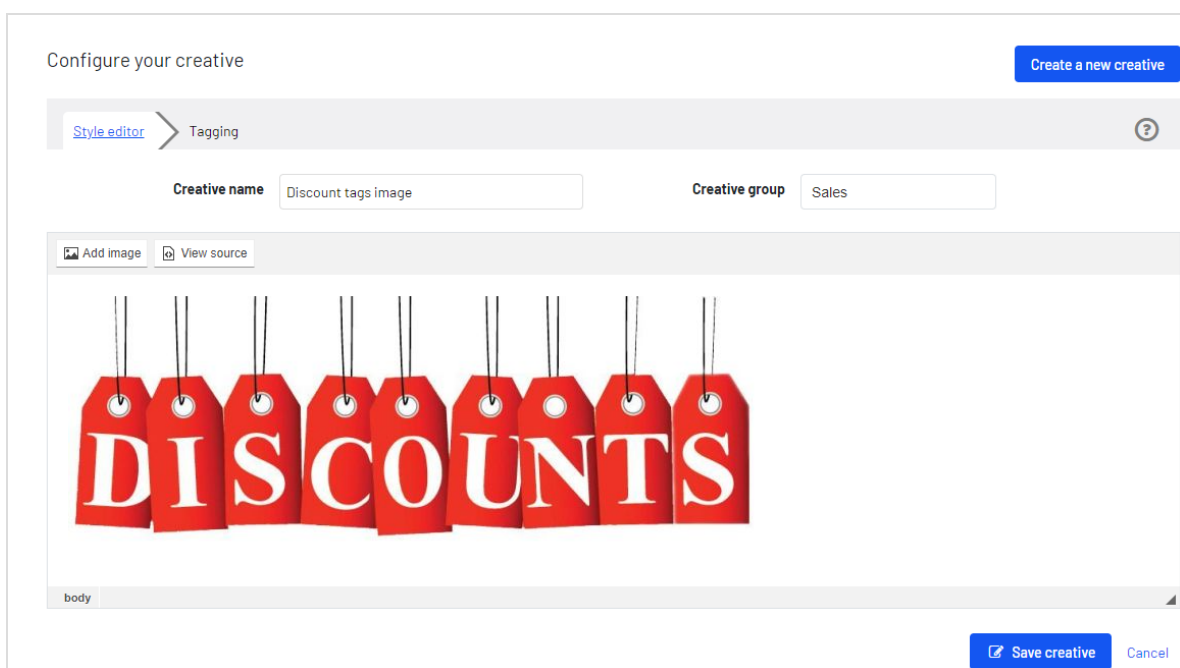 Configure your creative
Create a new creative
Style editor
Tagging
?
Creative name
Discount tags image
Creative group
Sales
Add image
View source
DISCOUNTS
body
Save creative
Cancel